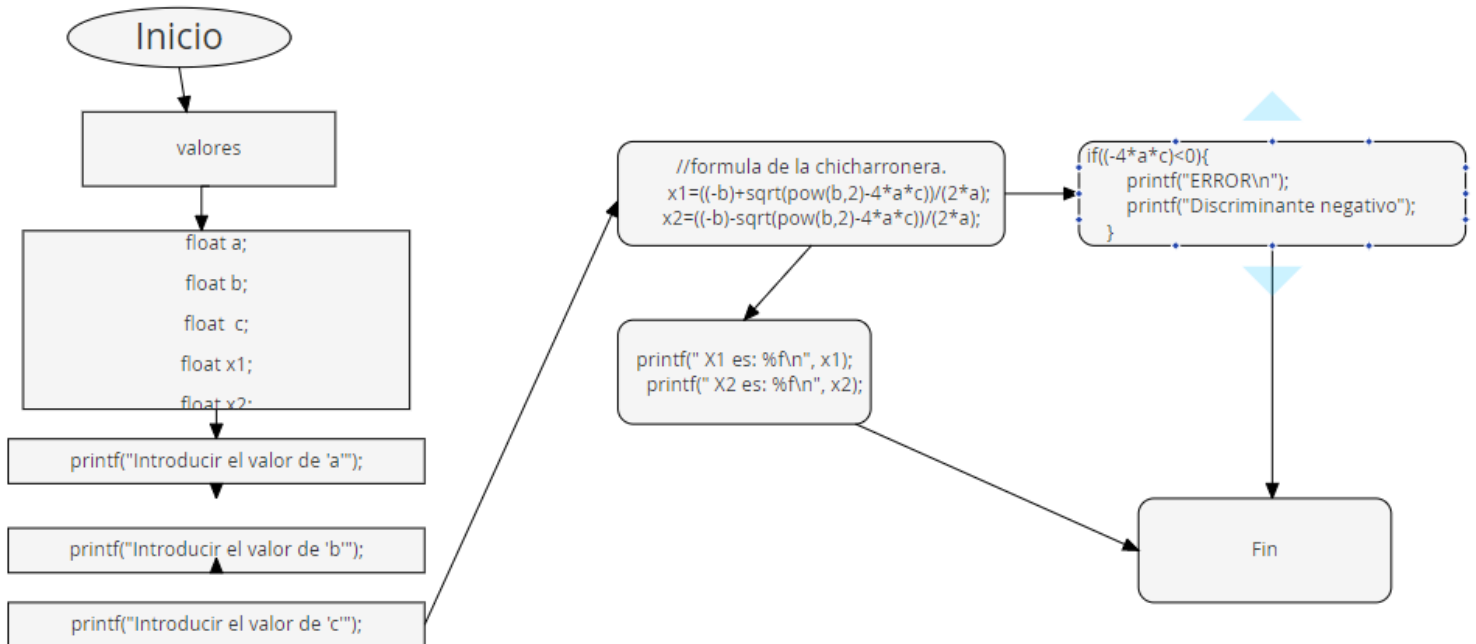 Inicio
valores
float a;
float b;
float  c;
float x1;
float x2;
printf("Introducir el valor de 'a'");
printf("Introducir el valor de 'b'");
printf("Introducir el valor de 'c'");
//formula de la chicharronera.
x1=((-b)+sqrt(pow(b,2)-4*a*c))/(2*a);
x2=((-b)-sqrt(pow(b,2)-4*a*c))/(2*a);
printf(" X1 es: %f\n", x1);
printf(" X2 es: %f\n", x2);
if((-4*a*c)<0){
printf("ERROR\n");
printf("Discriminante negativo");
}
Fin